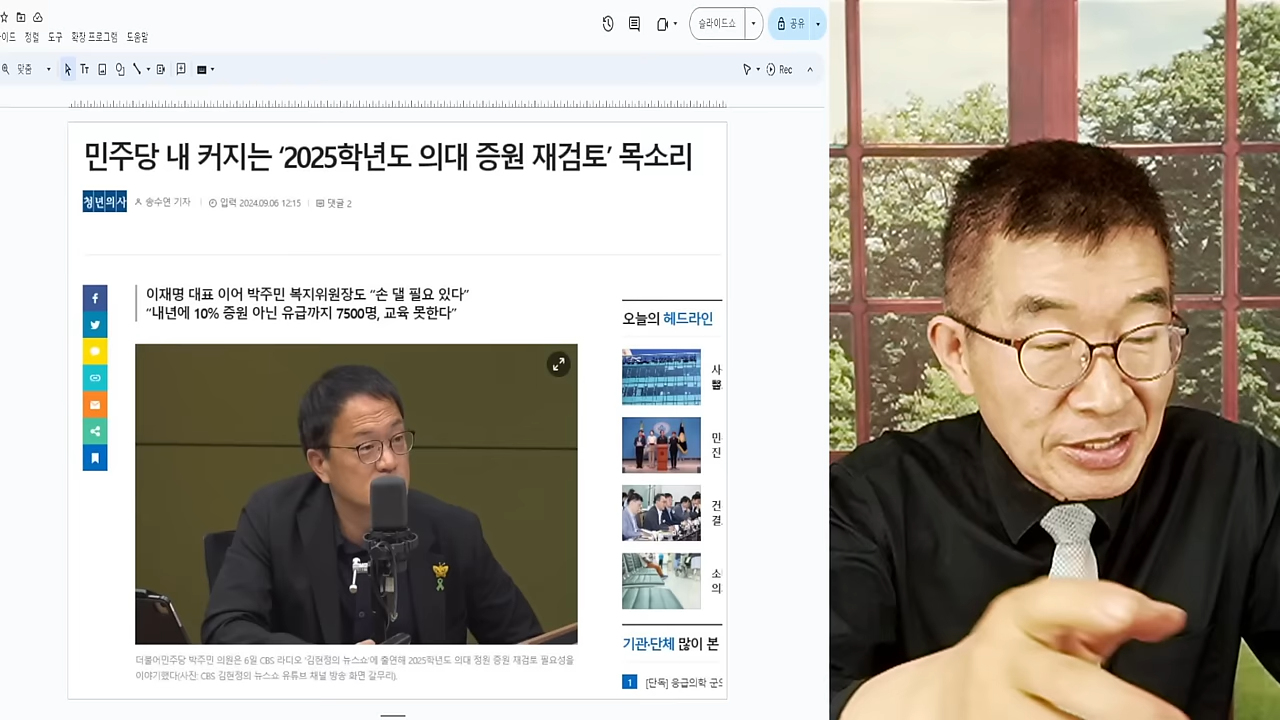 정렬 도구 확장 프로그램 도움말
슬라이드쇼
공유
맞춤
Tт
Rec
민주당 내 커지는 ‘2025학년도 의대 증원 재검토’ 목소리
청년의사 송수연 기자 입력 2024.09.06 12:15 댓글 2
이재명 대표 이어 박주민 복지위원장도 “손 댈 필요 있다”
“내년에 10% 증원 아닌 유급까지 7500명, 교육 못한다”
오늘의 헤드라인
사
민
진
건
결
소
의
더불어민주당 박주민 의원은 6일 CBS 라디오 '김현정의 뉴스쇼'에 출연해 2025학년도 의대 정원 증원 재검토 필요성을
이야기했다(사진: CBS 김현정의 뉴스쇼 유튜브 채널 방송 화면 갈무리).
기관·단체 많이 본
1 [단독] 응급의학